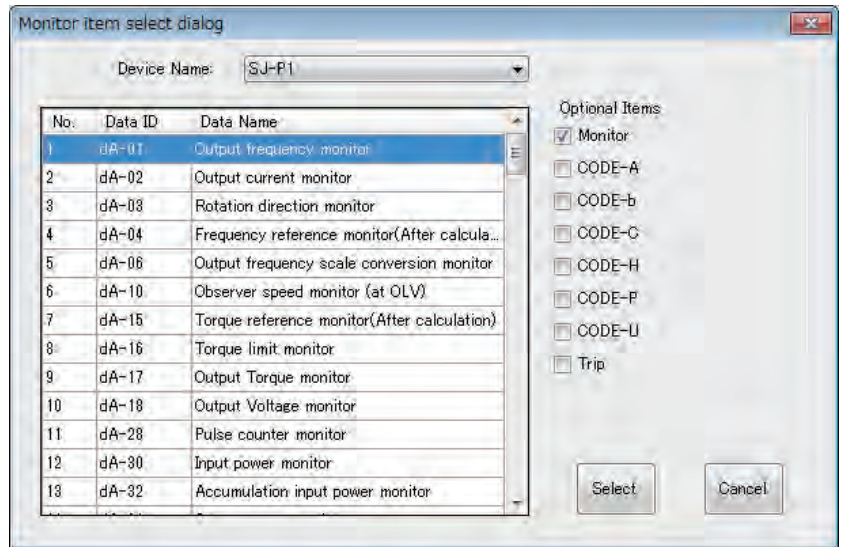 Monitor item select dialog
Device Name: SJ-P1
No. Data ID Data Name
1 dA-01 Output frequency monitor
2 dA-02 Output current monitor
3 dA-03 Rotation direction monitor
4 dA-04 Frequency reference monitor(After calcula...
5 dA-06 Output frequency scale conversion monitor
6 dA-10 Observer speed monitor (at OLV)
7 dA-15 Torque reference monitor(After calculation)
8 dA-16 Torque limit monitor
9 dA-17 Output Torque monitor
10 dA-18 Output Voltage monitor
11 dA-28 Pulse counter monitor
12 dA-30 Input power monitor
13 dA-32 Accumulation input power monitor
Optional Items
Monitor
CODE-A
CODE-b
CODE-C
CODE-H
CODE-P
CODE-U
Trip
Select
Cancel